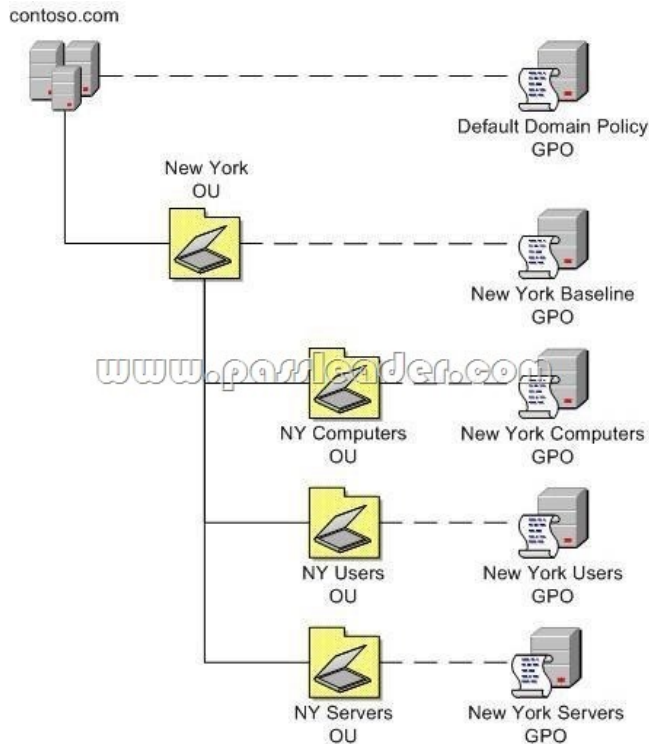 contoso.com
Default Domain Policy
GPO
New York
OU
New York Baseline
GPO
www.passleader.com
NY Computers
OU
New York Computers
GPO
NY Users
OU
New York Users
GPO
NY Servers
OU
New York Servers
GPO